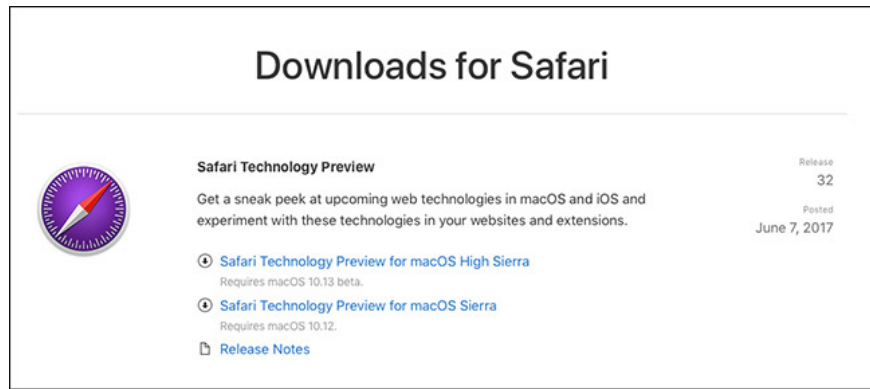 Downloads for Safari
Safari Technology Preview
Get a sneak peek at upcoming web technologies in macOS and iOS and
experiment with these technologies in your websites and extensions.
Safari Technology Preview for macOS High Sierra
Requires macOS 10.13 beta.
Safari Technology Preview for macOS Sierra
Requires macOS 10.12.
Release Notes
Release
32
Posted
June 7, 2017